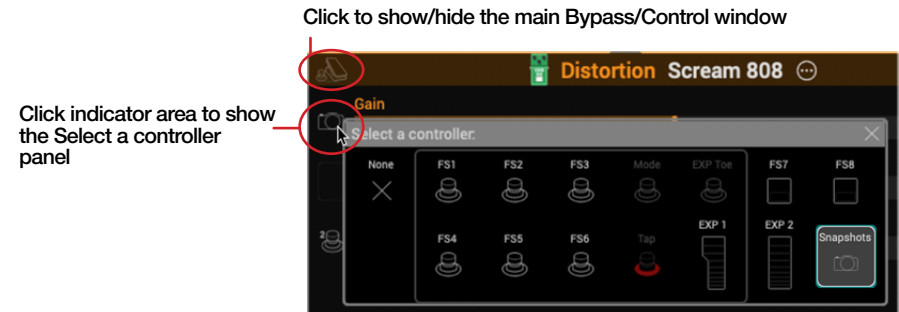 Click to show/hide the main Bypass/Control window
Distortion Scream 808
Click indicator area to show
the Select a controller
panel
Gain
Select a controller:
None FS1 FS2 FS3 Mode EXP Toe FS7 FS8
FS4 FS5 FS6 Tap EXP 1 EXP 2 Snapshots
2